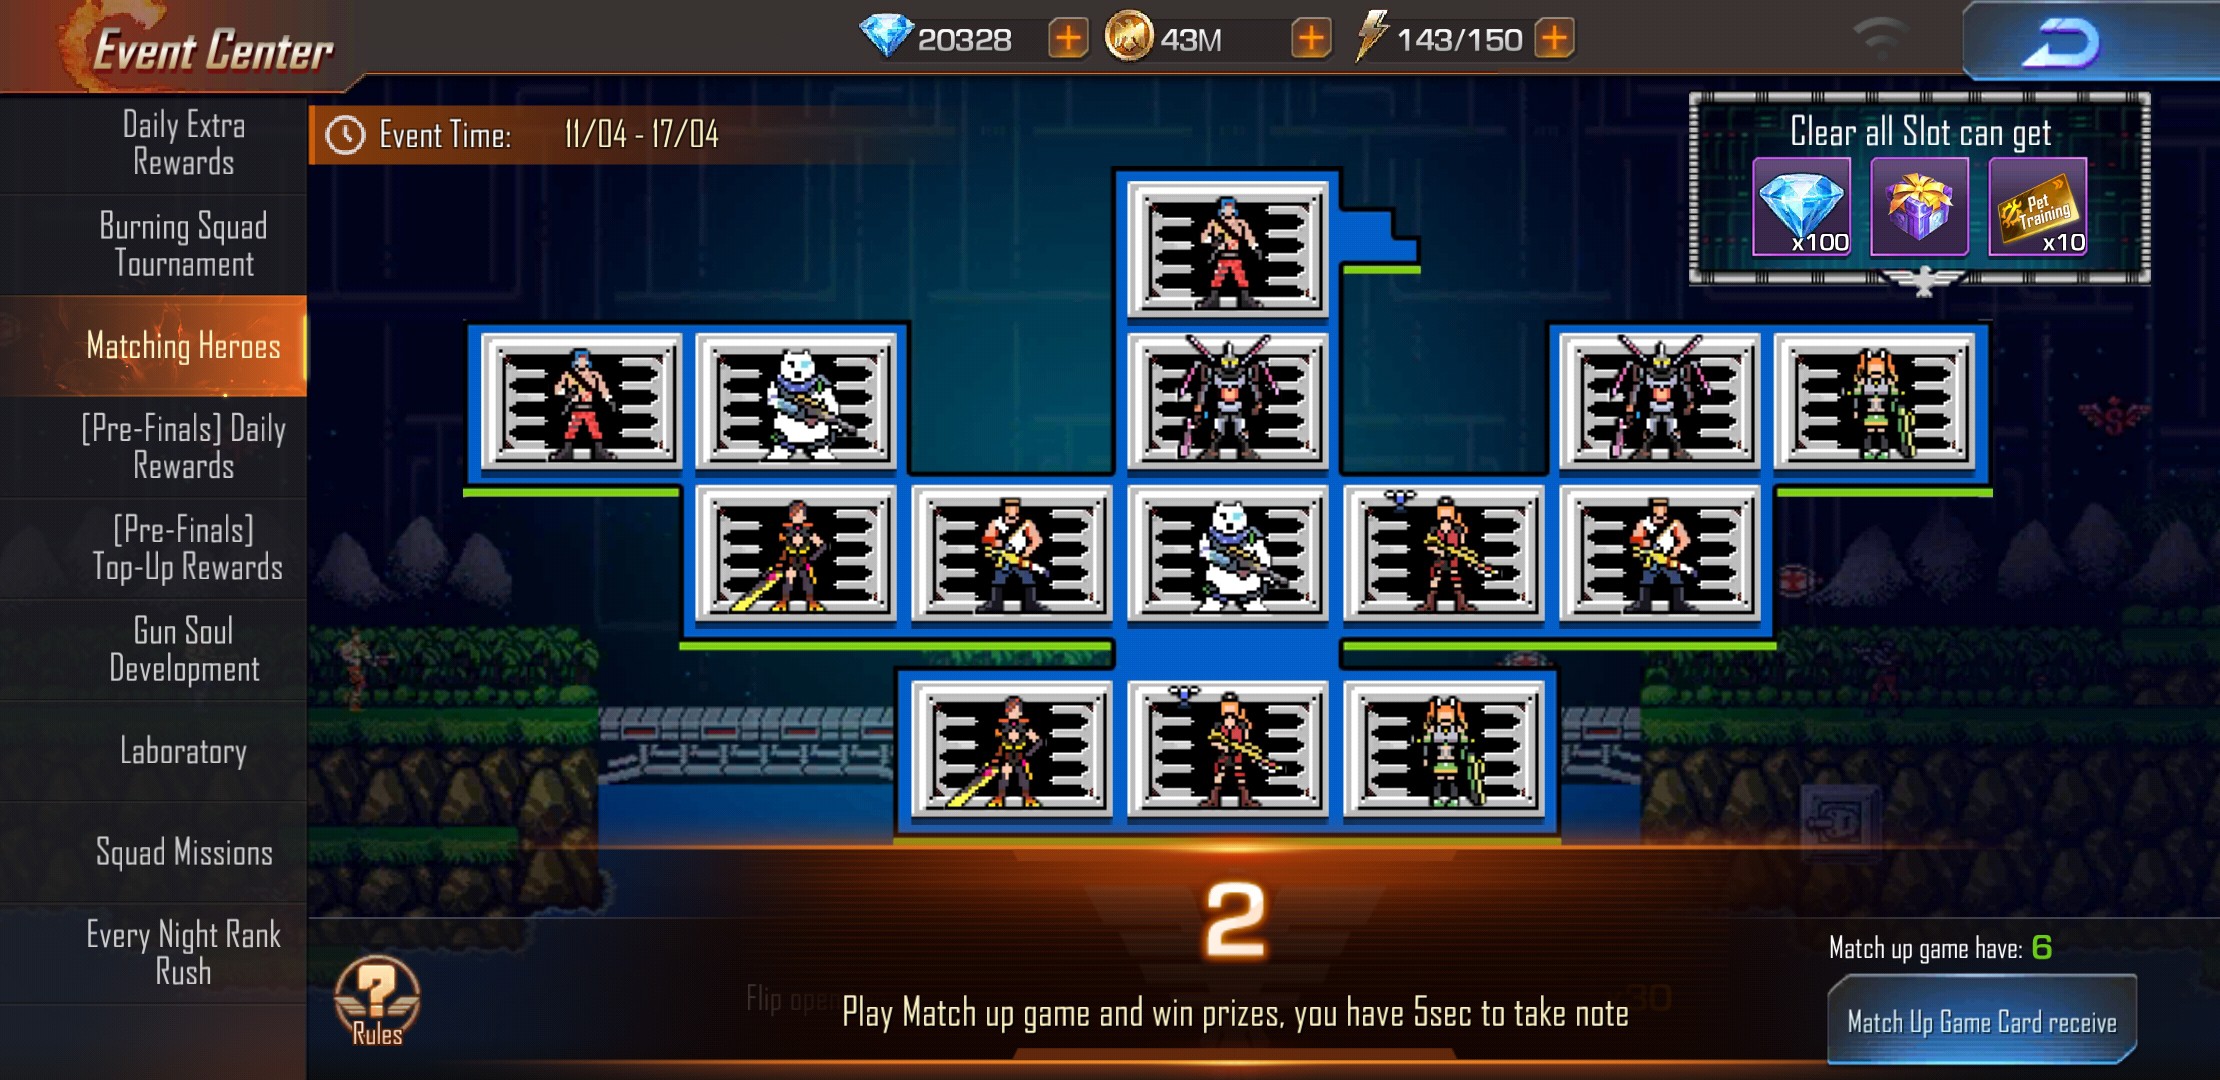 Event Center
20328
43M
143/150
Daily Extra
Rewards
Burning Squad
Tournament
Matching Heroes
[Pre-Finals] Daily
Rewards
[Pre-Finals]
Top-Up Rewards
Gun Soul
Development
Laboratory
Squad Missions
Every Night Rank
Rush
Event Time: 11/04 - 17/04
Clear all Slot can get
x100
Pet
Training
x10
2
Flip open
30
Play Match up game and win prizes, you have 5sec to take note
Rules
Match up game have: 6
Match Up Game Card receive